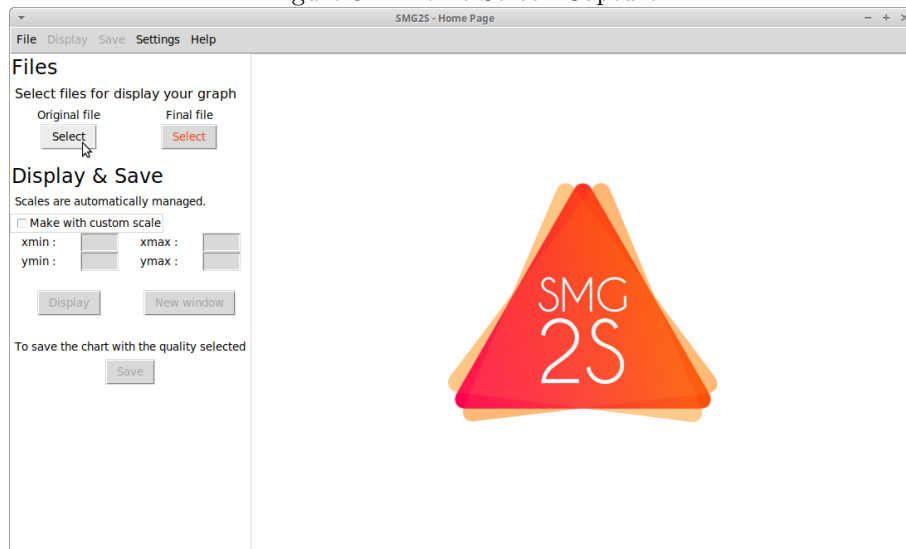 SMG2S - Home Page
File Display Save Settings Help
Files
Select files for display your graph
Original file Final file
Select Select
Display & Save
Scales are automatically managed.
Make with custom scale
xmin : xmax :
ymin : ymax :
Display New window
To save the chart with the quality selected
Save
SMG
2S